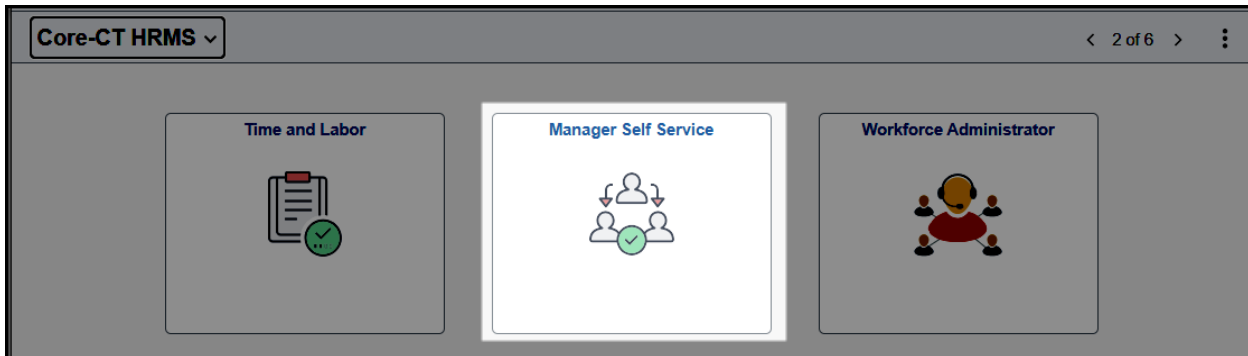 Core-CT HRMS
2 of 6
Time and Labor
Manager Self Service
Workforce Administrator